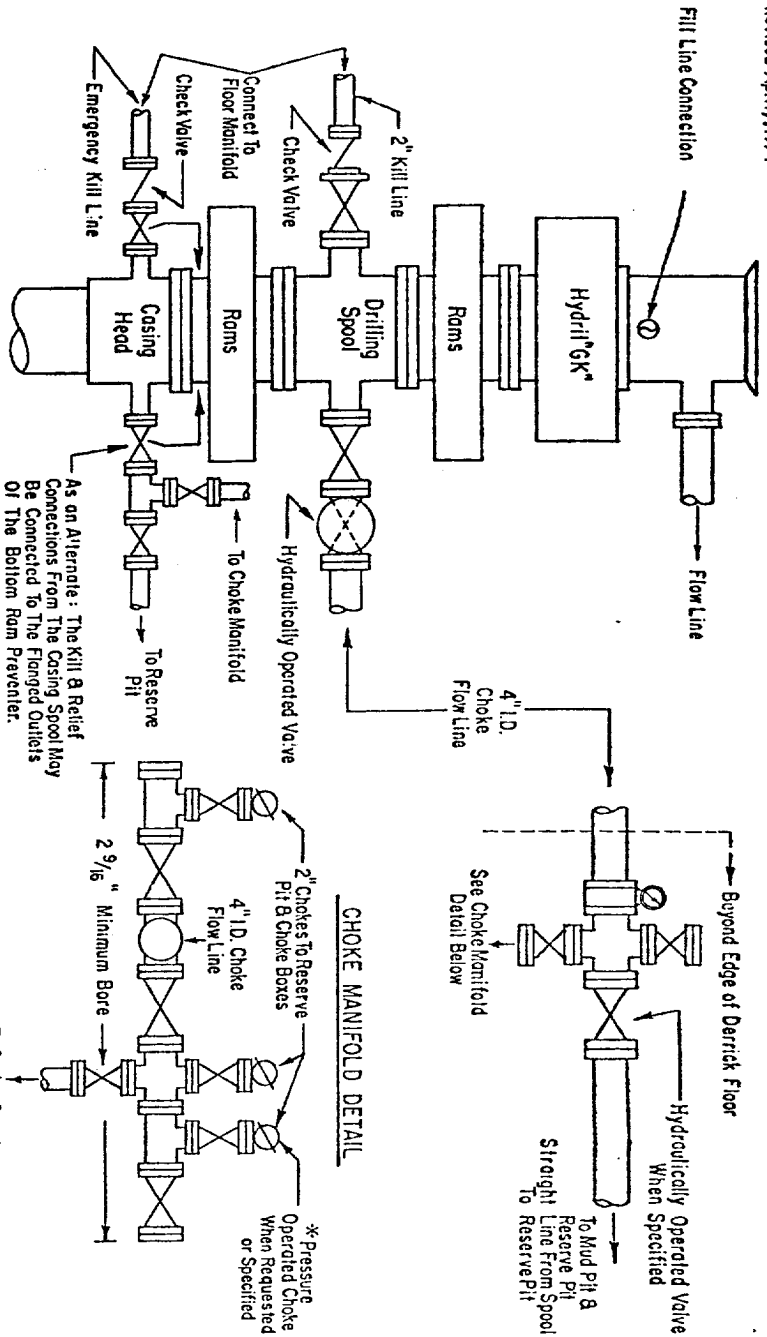 Fill Line Connection
Flow Line
Hydril "GK"
Rams
2" Kill Line
Check Valve
Drilling
Spool
Hydraulically Operated Valve
4" I.D.
Choke
Flow Line
Connect To
Floor Manifold
Rams
Check Valve
Emergency Kill Line
Casing
Head
To Choke Manifold
To Reserve
Pit
As an Alternate: The Kill & Relief
Connections From The Casing Spool May
Be Connected To The Flanged Outlets
Of The Bottom Ram Preventer.
Beyond Edge of Derrick Floor
Hydraulically Operated Valve
When Specified
To Mud Pit &
Reserve Pit
Straight Line From Spool
To Reserve Pit
See Choke Manifold
Detail Below
CHOKE MANIFOLD DETAIL
2" Chokes To Reserve
Pit & Choke Boxes
4" I.D. Choke
Flow Line
*Pressure
Operated Choke
When Requested
or Specified
2 9/16" Minimum Bore